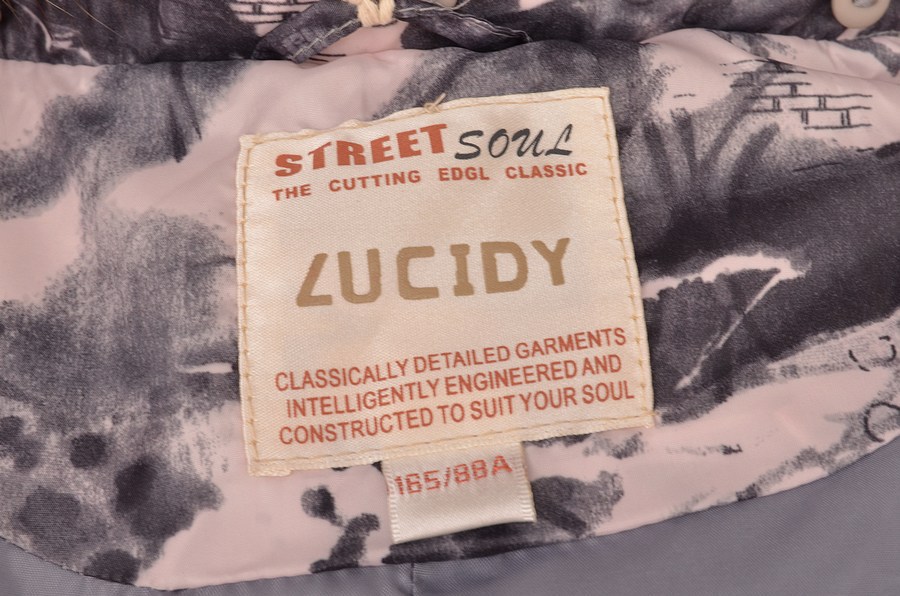 STREET SOUL
THE CUTTING EDGL CLASSIC
LUCIDY
CLASSICALLY DETAILED GARMENTS
INTELLIGENTLY ENGINEERED AND
CONSTRUCTED TO SUIT YOUR SOUL
165/88A